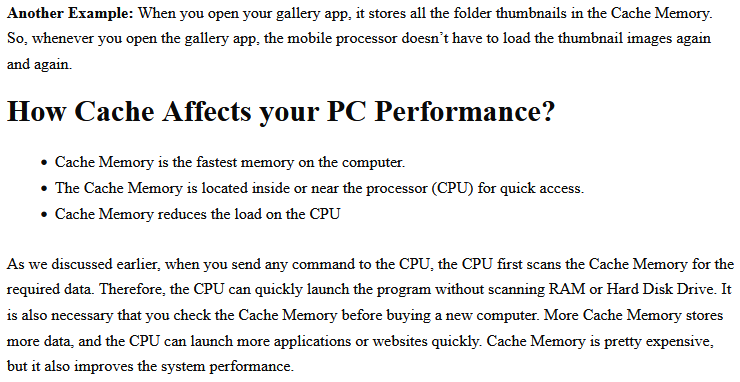 Another Example: When you open your gallery app, it stores all the folder thumbnails in the Cache Memory.
So, whenever you open the gallery app, the mobile processor doesn’t have to load the thumbnail images again
and again.
How Cache Affects your PC Performance?
• Cache Memory is the fastest memory on the computer.
• The Cache Memory is located inside or near the processor (CPU) for quick access.
• Cache Memory reduces the load on the CPU
As we discussed earlier, when you send any command to the CPU, the CPU first scans the Cache Memory for the
required data. Therefore, the CPU can quickly launch the program without scanning RAM or Hard Disk Drive. It
is also necessary that you check the Cache Memory before buying a new computer. More Cache Memory stores
more data, and the CPU can launch more applications or websites quickly. Cache Memory is pretty expensive,
but it also improves the system performance.